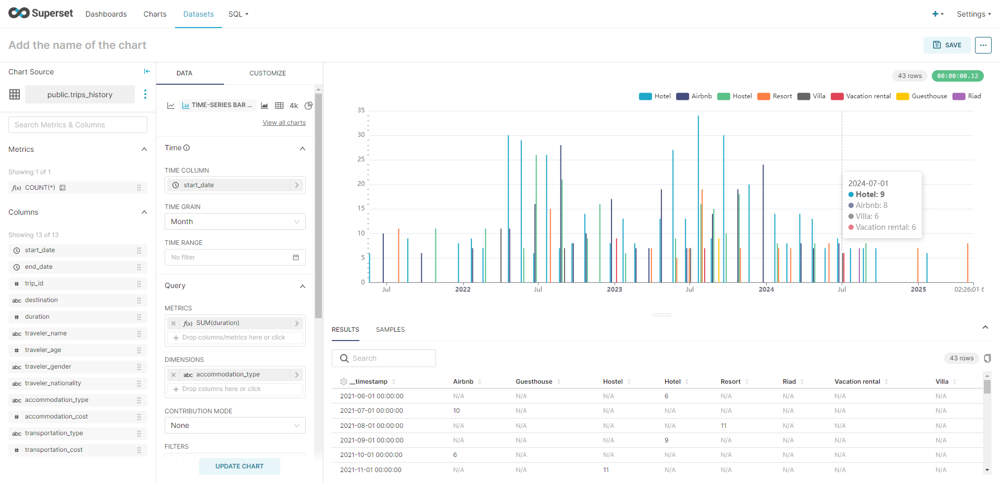 Superset
Dashboards
Charts
Datasets
SQL
Settings
Add the name of the chart
SAVE
Chart Source
public.trips_history
Search Metrics & Columns
Metrics
Showing 1 of 1
f(x) COUNT(*)
Columns
Showing 13 of 13
start_date
end_date
# trip_id
abc destination
# duration
abc traveler_name
# traveler_age
abc traveler_gender
abc traveler_nationality
abc accommodation_type
# accommodation_cost
abc transportation_type
# transportation_cost
DATA
CUSTOMIZE
TIME-SERIES BAR ...
4k
View all charts
Time
TIME COLUMN
start_date
TIME GRAIN
Month
TIME RANGE
No filter
Query
METRICS
f(x) SUM(duration)
Drop columns/metrics here or click
DIMENSIONS
abc accommodation_type
Drop columns here or click
CONTRIBUTION MODE
None
FILTERS
UPDATE CHART
43 rows
00:00:00.12
Hotel Airbnb Hostel Resort Villa Vacation rental Guesthouse Riad
35
30
25
20
15
10
5
0
Jul 2022 Jul 2023 Jul 2024 Jul 2025 02:26:01 6
2024-07-01
Hotel: 9
Airbnb: 8
Villa: 6
Vacation rental: 6
RESULTS
SAMPLES
Search
43 rows
__timestamp Airbnb Guesthouse Hostel Hotel Resort Riad Vacation rental Villa
2021-06-01 00:00:00 N/A N/A N/A 6 N/A N/A N/A N/A
2021-07-01 00:00:00 10 N/A N/A N/A N/A N/A N/A N/A
2021-08-01 00:00:00 N/A N/A N/A N/A 11 N/A N/A N/A
2021-09-01 00:00:00 N/A N/A N/A 9 N/A N/A N/A N/A
2021-10-01 00:00:00 6 N/A N/A N/A N/A N/A N/A N/A
2021-11-01 00:00:00 N/A N/A 11 N/A N/A N/A N/A N/A